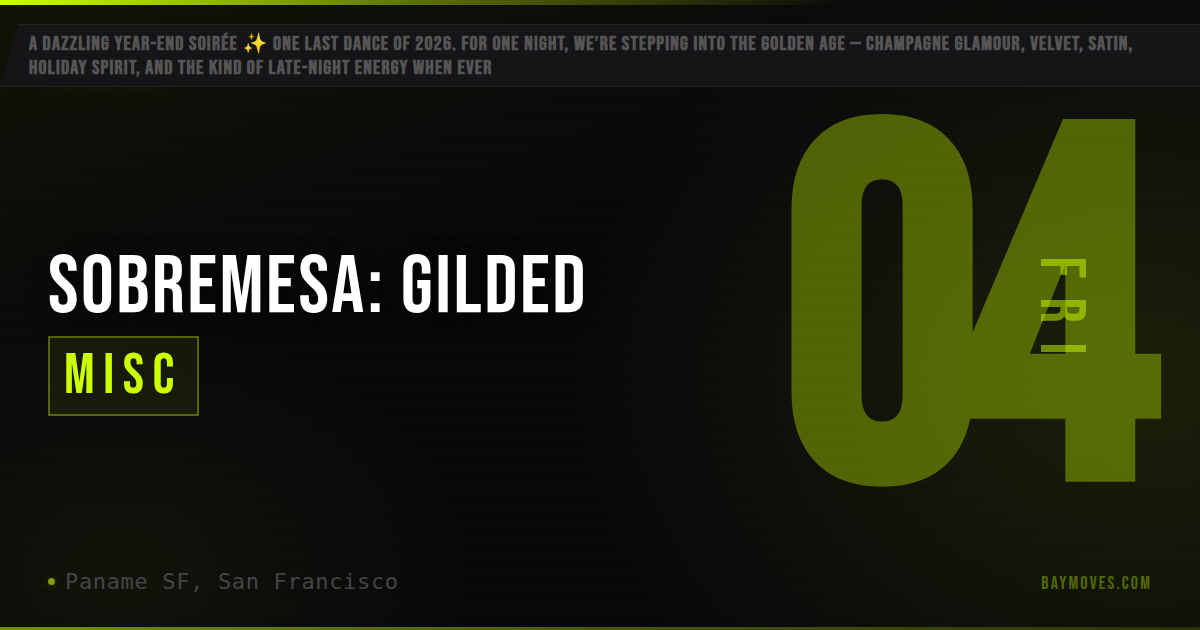 A DAZZLING YEAR-END SOIRÉE ✨ ONE LAST DANCE OF 2026. FOR ONE NIGHT, WE'RE STEPPING INTO THE GOLDEN AGE — CHAMPAGNE GLAMOUR, VELVET, SATIN,
HOLIDAY SPIRIT, AND THE KIND OF LATE-NIGHT ENERGY WHEN EVER
04
FRI
SOBREMESA: GILDED
MISC
Paname SF, San Francisco
BAYMOVES.COM